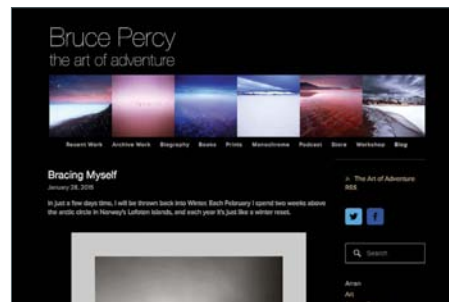 Bruce Percy
the art of adventure
Recent Work Archive Work Biography Books Prints Monochrome Podcast Store Workshop Blog
Bracing Myself
January 28, 2016
In just a few days time, I will be thrown back into Winter. Each February I spend two weeks above
the arctic circle in Norway's Lofoten Islands, and each year it's just like a winter reset.
The Art of Adventure
RSS
Search
Arran
Art